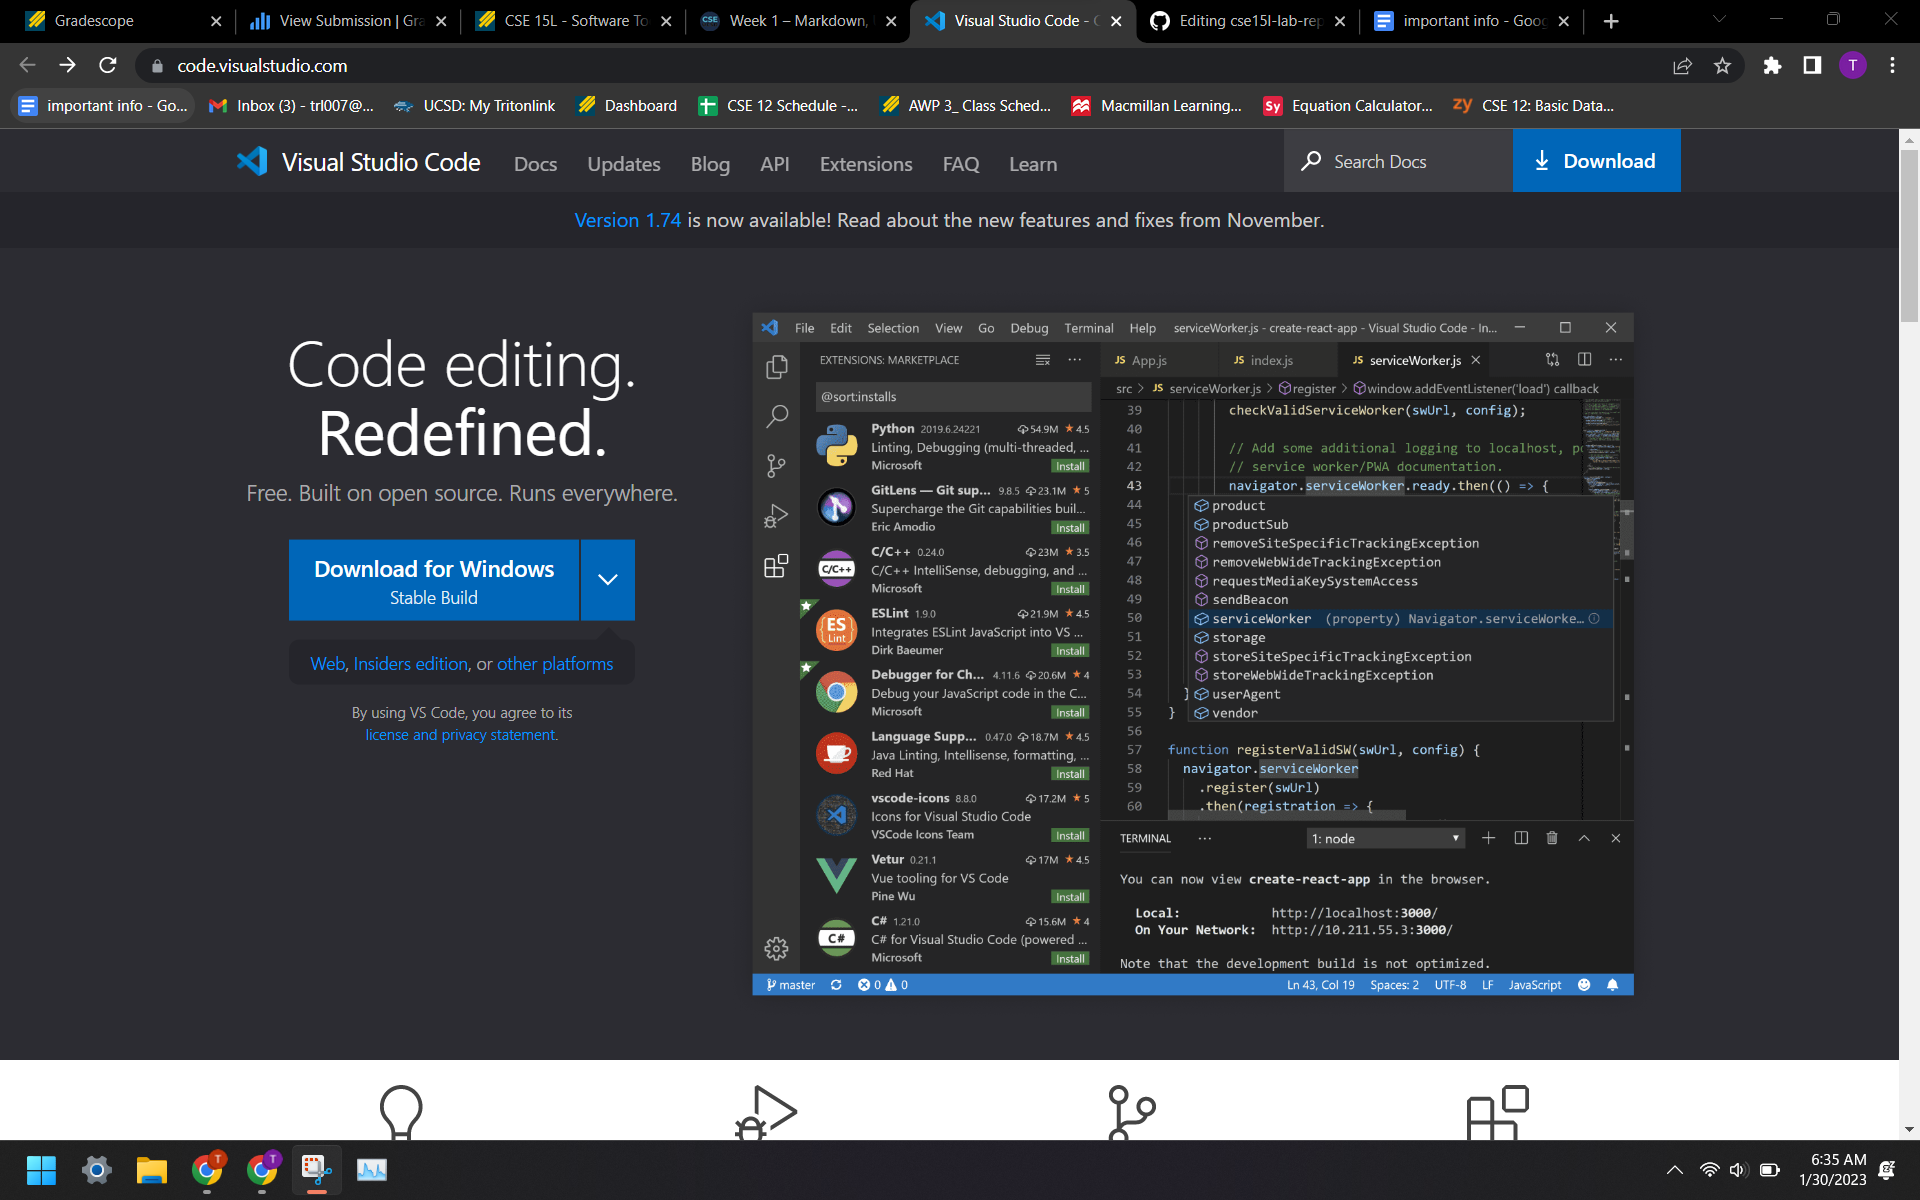 Gradescope
View Submission | Gra
CSE 15L - Software To
CSE
Week 1 – Markdown,
Visual Studio Code - C
Editing cse15l-lab-rep
important info - Goog
code.visualstudio.com
T
important info - Go...
Inbox (3) - trl007@...
UCSD: My Tritonlink
Dashboard
CSE 12 Schedule -...
AWP 3_ Class Sched...
Macmillan Learning...
Sy
Equation Calculator...
zy
CSE 12: Basic Data...
Visual Studio Code
Docs
Updates
Blog
API
Extensions
FAQ
Learn
Search Docs
Download
Version 1.74 is now available! Read about the new features and fixes from November.
Code editing.
Redefined.
Free. Built on open source. Runs everywhere.
Download for Windows
Stable Build
Web, Insiders edition, or other platforms
By using VS Code, you agree to its
license and privacy statement.
File Edit Selection View Go Debug Terminal Help serviceWorker.js - create-react-app - Visual Studio Code - In...
EXTENSIONS: MARKETPLACE
@sort:installs
Python 2019.6.24221 54.9M 4.5
Linting, Debugging (multi-threaded, ...
Microsoft Install
GitLens — Git sup... 9.8.5 23.1M 5
Supercharge the Git capabilities buil...
Eric Amodio Install
C/C++
C/C++ 0.24.0 23M 3.5
C/C++ IntelliSense, debugging, and ...
Microsoft Install
ES
Lint
ESLint 1.9.0 21.9M 4.5
Integrates ESLint JavaScript into VS ...
Dirk Baeumer Install
Debugger for Ch... 4.11.6 20.6M 4
Debug your JavaScript code in the C...
Microsoft Install
Language Supp... 0.47.0 18.7M 4.5
Java Linting, Intellisense, formatting, ...
Red Hat Install
vscode-icons 8.8.0 17.2M 5
Icons for Visual Studio Code
VSCode Icons Team Install
Vetur 0.21.1 17M 4.5
Vue tooling for VS Code
Pine Wu Install
C#
C# 1.21.0 15.6M 4
C# for Visual Studio Code (powered ...
Microsoft Install
JS App.js
JS index.js
JS serviceWorker.js
src > JS serviceWorker.js > register > window.addEventListener('load') callback
39 checkValidServiceWorker(swUrl, config);
40
41 // Add some additional logging to localhost, po
42 // service worker/PWA documentation.
43 navigator.serviceWorker.ready.then(() => {
44 product
45 productSub
46 removeSiteSpecificTrackingException
47 removeWebWideTrackingException
48 requestMediaKeySystemAccess
49 sendBeacon
50 serviceWorker (property) Navigator.serviceWorke...
51 storage
52 storeSiteSpecificTrackingException
53 storeWebWideTrackingException
54 } userAgent
55 } vendor
56
57 function registerValidSW(swUrl, config) {
58 navigator.serviceWorker
59 .register(swUrl)
60 .then(registration => {
TERMINAL ... 1: node
You can now view create-react-app in the browser.
Local: http://localhost:3000/
On Your Network: http://10.211.55.3:3000/
Note that the development build is not optimized.
master 0 0 Ln 43, Col 19 Spaces: 2 UTF-8 LF JavaScript
T
T
6:35 AM
1/30/2023